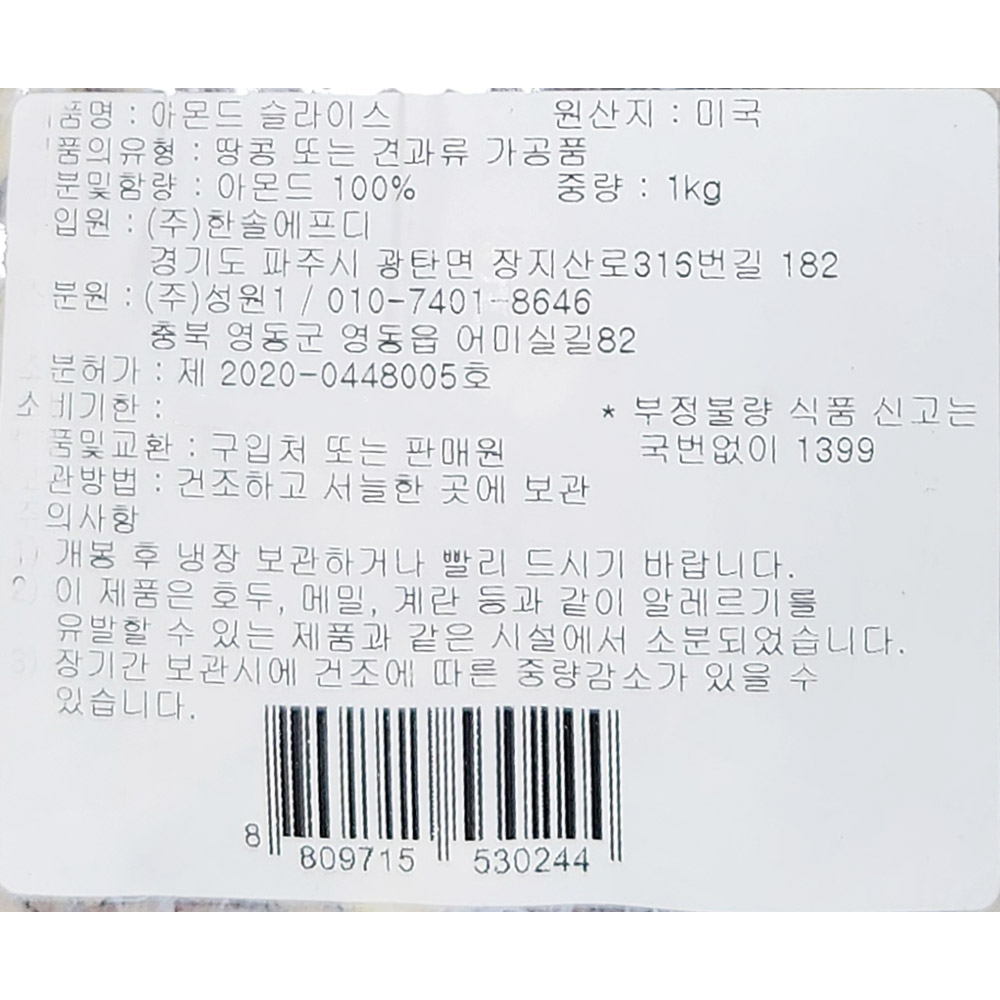 품명 : 아몬드 슬라이스 원산지 : 미국
품의유형 : 땅콩 또는 견과류 가공품
분및함량 : 아몬드 100% 중량 : 1kg
입원 : (주)한솔에프디
경기도 파주시 광탄면 장지산로316번길 182
분원 : (주)성원1 / 010-7401-8646
충북 영동군 영동읍 어미실길82
소분허가 : 제 2020-0448005호
소비기한 :
* 부정불량 식품 신고는
국번없이 1399
품및교환 : 구입처 또는 판매원
관방법 : 건조하고 서늘한 곳에 보관
주의사항
1) 개봉 후 냉장 보관하거나 빨리 드시기 바랍니다.
2) 이 제품은 호두, 메밀, 계란 등과 같이 알레르기를
유발할 수 있는 제품과 같은 시설에서 소분되었습니다.
3) 장기간 보관시에 건조에 따른 중량감소가 있을 수
있습니다.
8 809715 530244